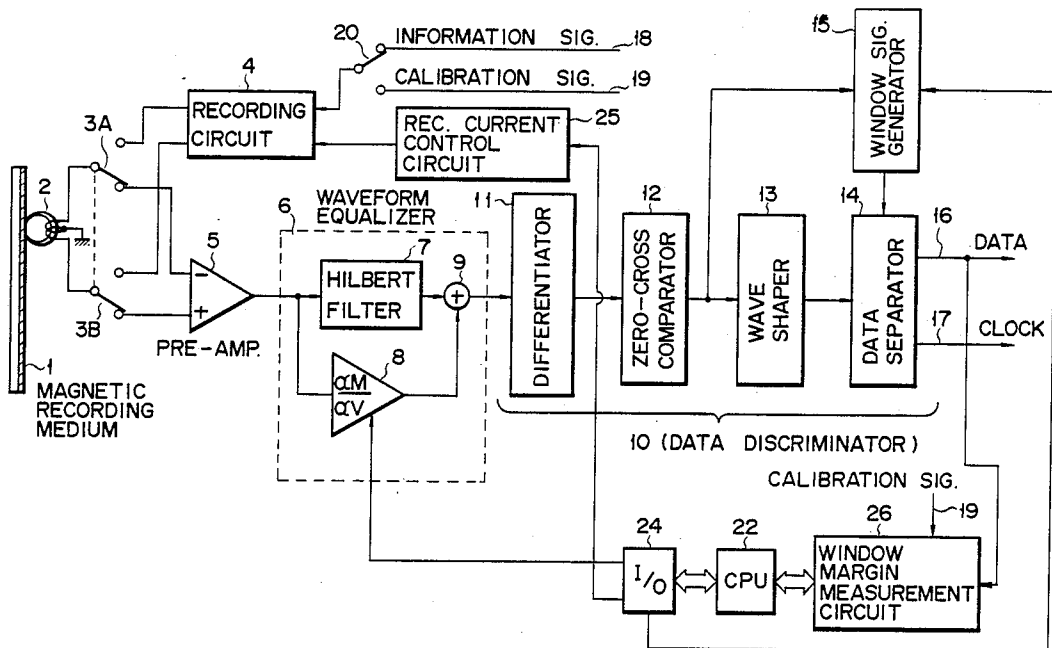 15
20
INFORMATION SIG.
18
CALIBRATION SIG.
19
WINDOW SIG.
GENERATOR
4
RECORDING
CIRCUIT
REC. CURRENT
CONTROL
CIRCUIT
25
3A
2
1
MAGNETIC
RECORDING
MEDIUM
3B
5
−
+
PRE-AMP.
WAVEFORM
EQUALIZER
6
7
HILBERT
FILTER
9
+
8
αM
αV
11
DIFFERENTIATOR
12
ZERO-CROSS
COMPARATOR
13
WAVE
SHAPER
14
DATA
SEPARATOR
16
DATA
17
CLOCK
10 (DATA DISCRIMINATOR)
CALIBRATION SIG.
19
24
I/O
22
CPU
26
WINDOW
MARGIN
MEASUREMENT
CIRCUIT